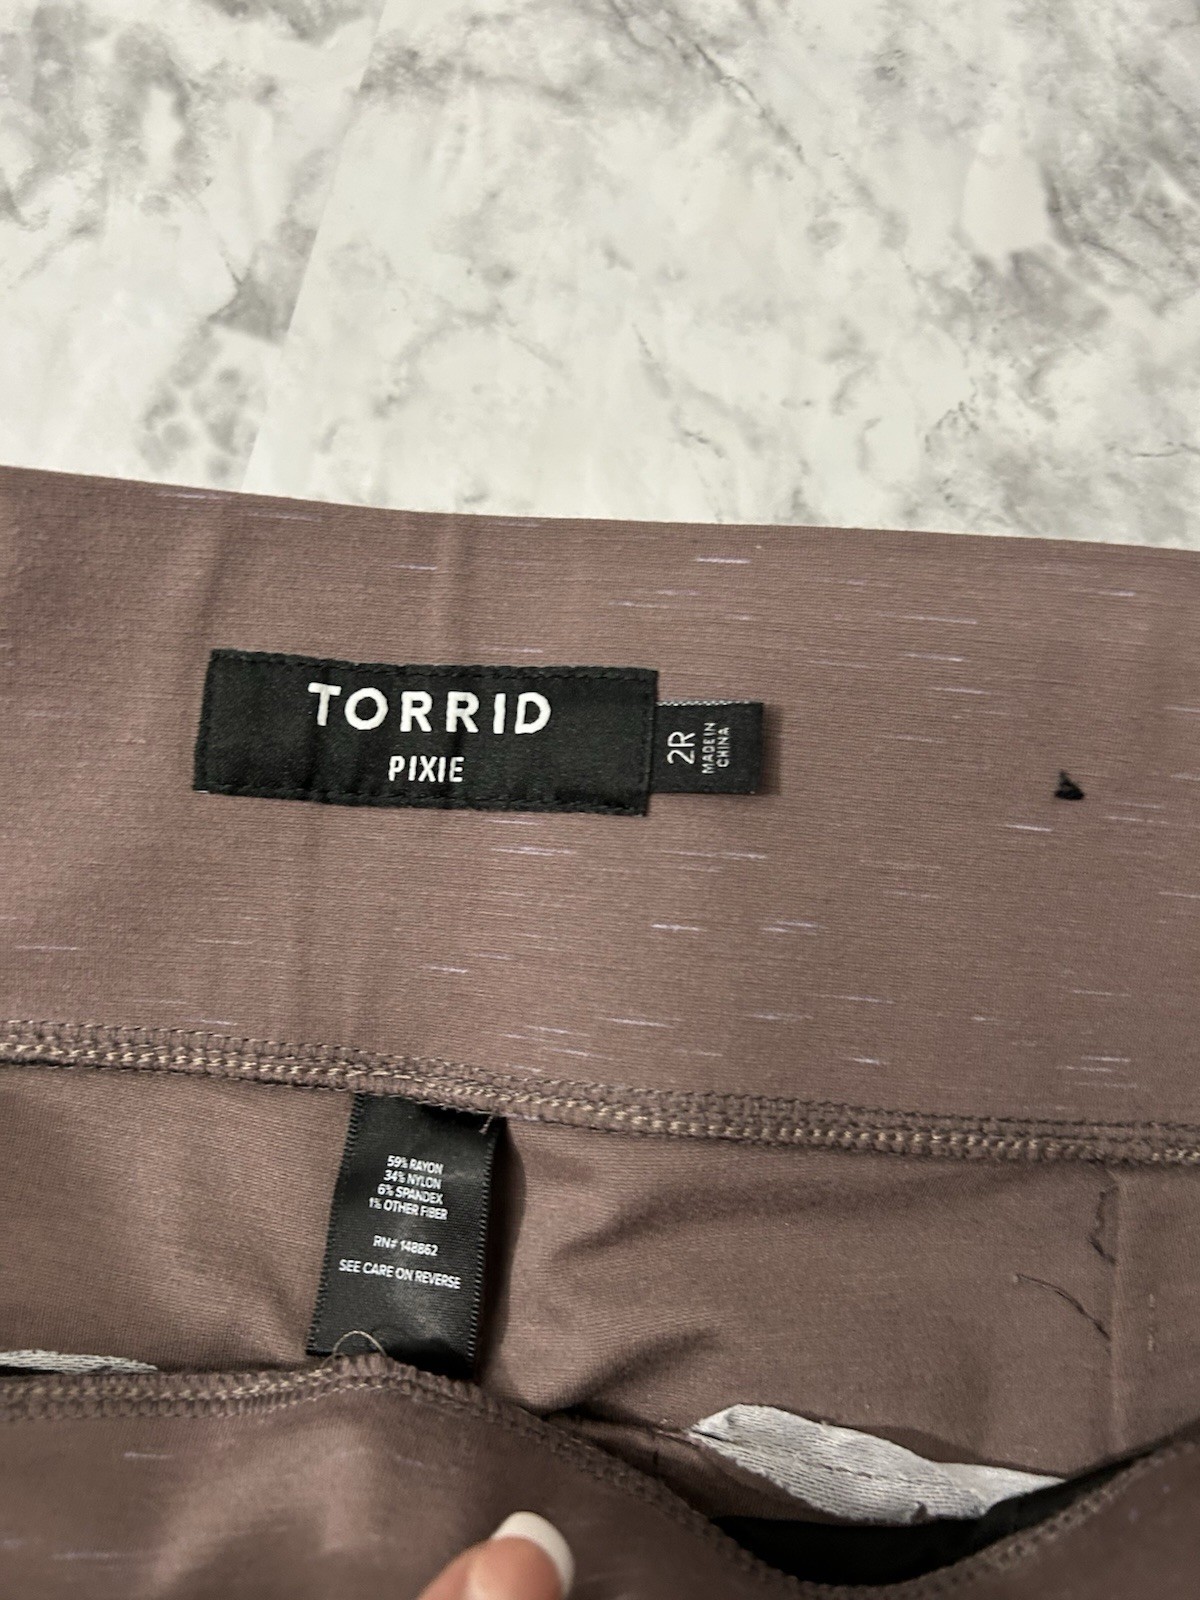 TORRID
PIXIE
2R
MADE IN
CHINA
59% RAYON
34% NYLON
6% SPANDEX
1% OTHER FIBER
RN# 148862
SEE CARE ON REVERSE